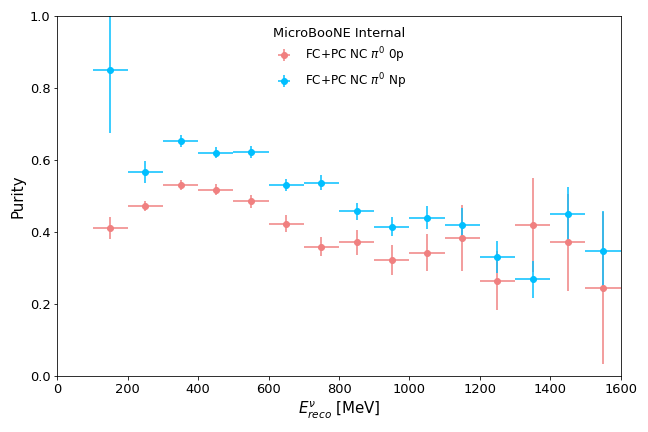 MicroBooNE Internal
FC+PC NC π⁰ 0p
FC+PC NC π⁰ Np
Purity
1.0
0.8
0.6
0.4
0.2
0.0
0 200 400 600 800 1000 1200 1400 1600
E^ν_reco [MeV]